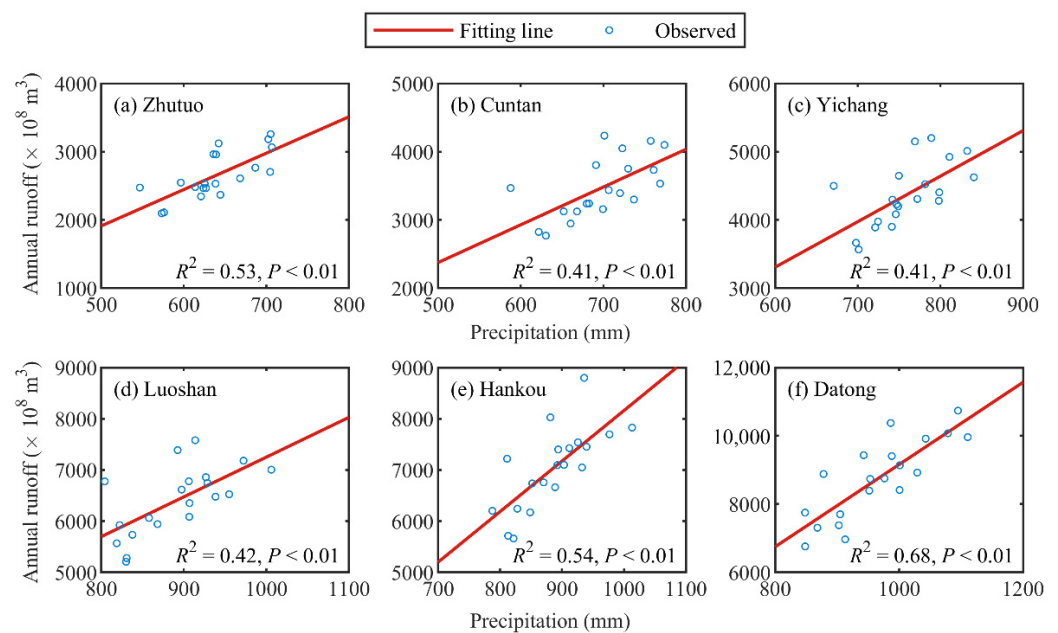 Fitting line Observed
Annual runoff (× 10⁸ m³)
4000
3000
2000
1000
(a) Zhutuo
R² = 0.53, P < 0.01
500 600 700 800
5000
4000
3000
2000
(b) Cuntan
R² = 0.41, P < 0.01
500 600 700 800
6000
5000
4000
3000
(c) Yichang
R² = 0.41, P < 0.01
600 700 800 900
Precipitation (mm)
Annual runoff (× 10⁸ m³)
9000
8000
7000
6000
5000
(d) Luoshan
R² = 0.42, P < 0.01
800 900 1000 1100
9000
8000
7000
6000
5000
(e) Hankou
R² = 0.54, P < 0.01
700 800 900 1000 1100
12,000
10,000
8000
6000
(f) Datong
R² = 0.68, P < 0.01
800 1000 1200
Precipitation (mm)